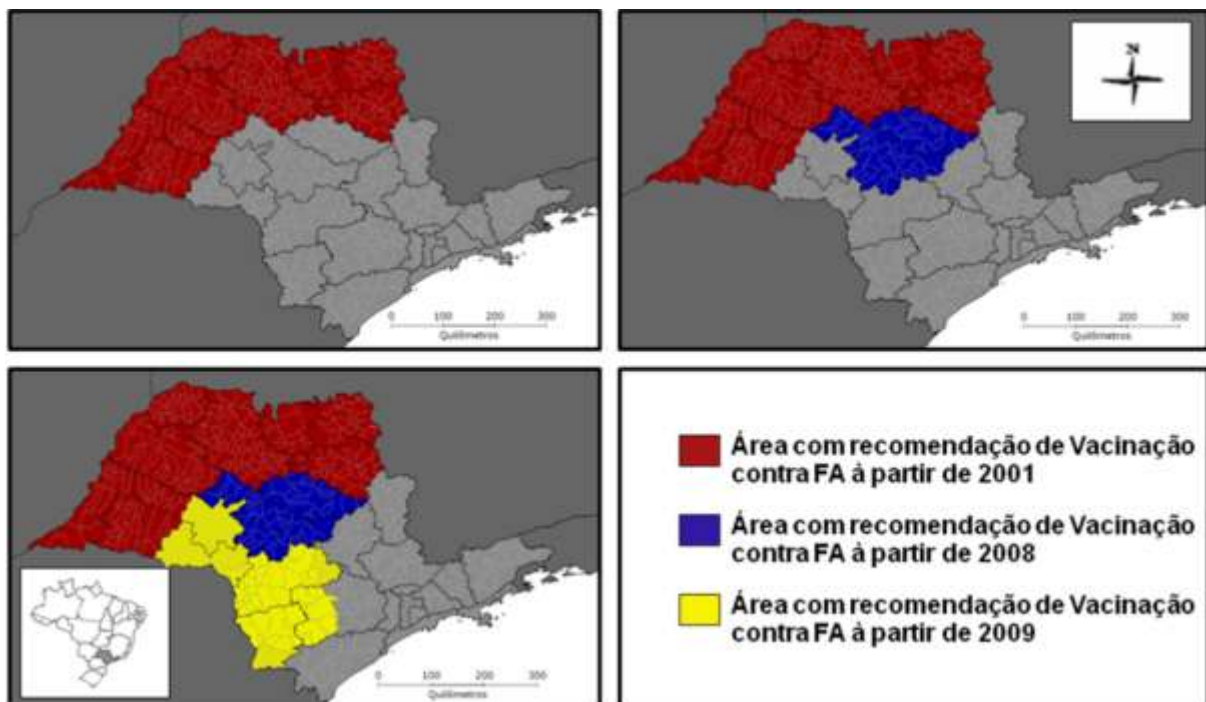 N
0 100 200 300
Quilômetros
0 100 200 300
Quilômetros
0 100 200 300
Quilômetros
Área com recomendação de Vacinação
contra FA à partir de 2001
Área com recomendação de Vacinação
contra FA à partir de 2008
Área com recomendação de Vacinação
contra FA à partir de 2009